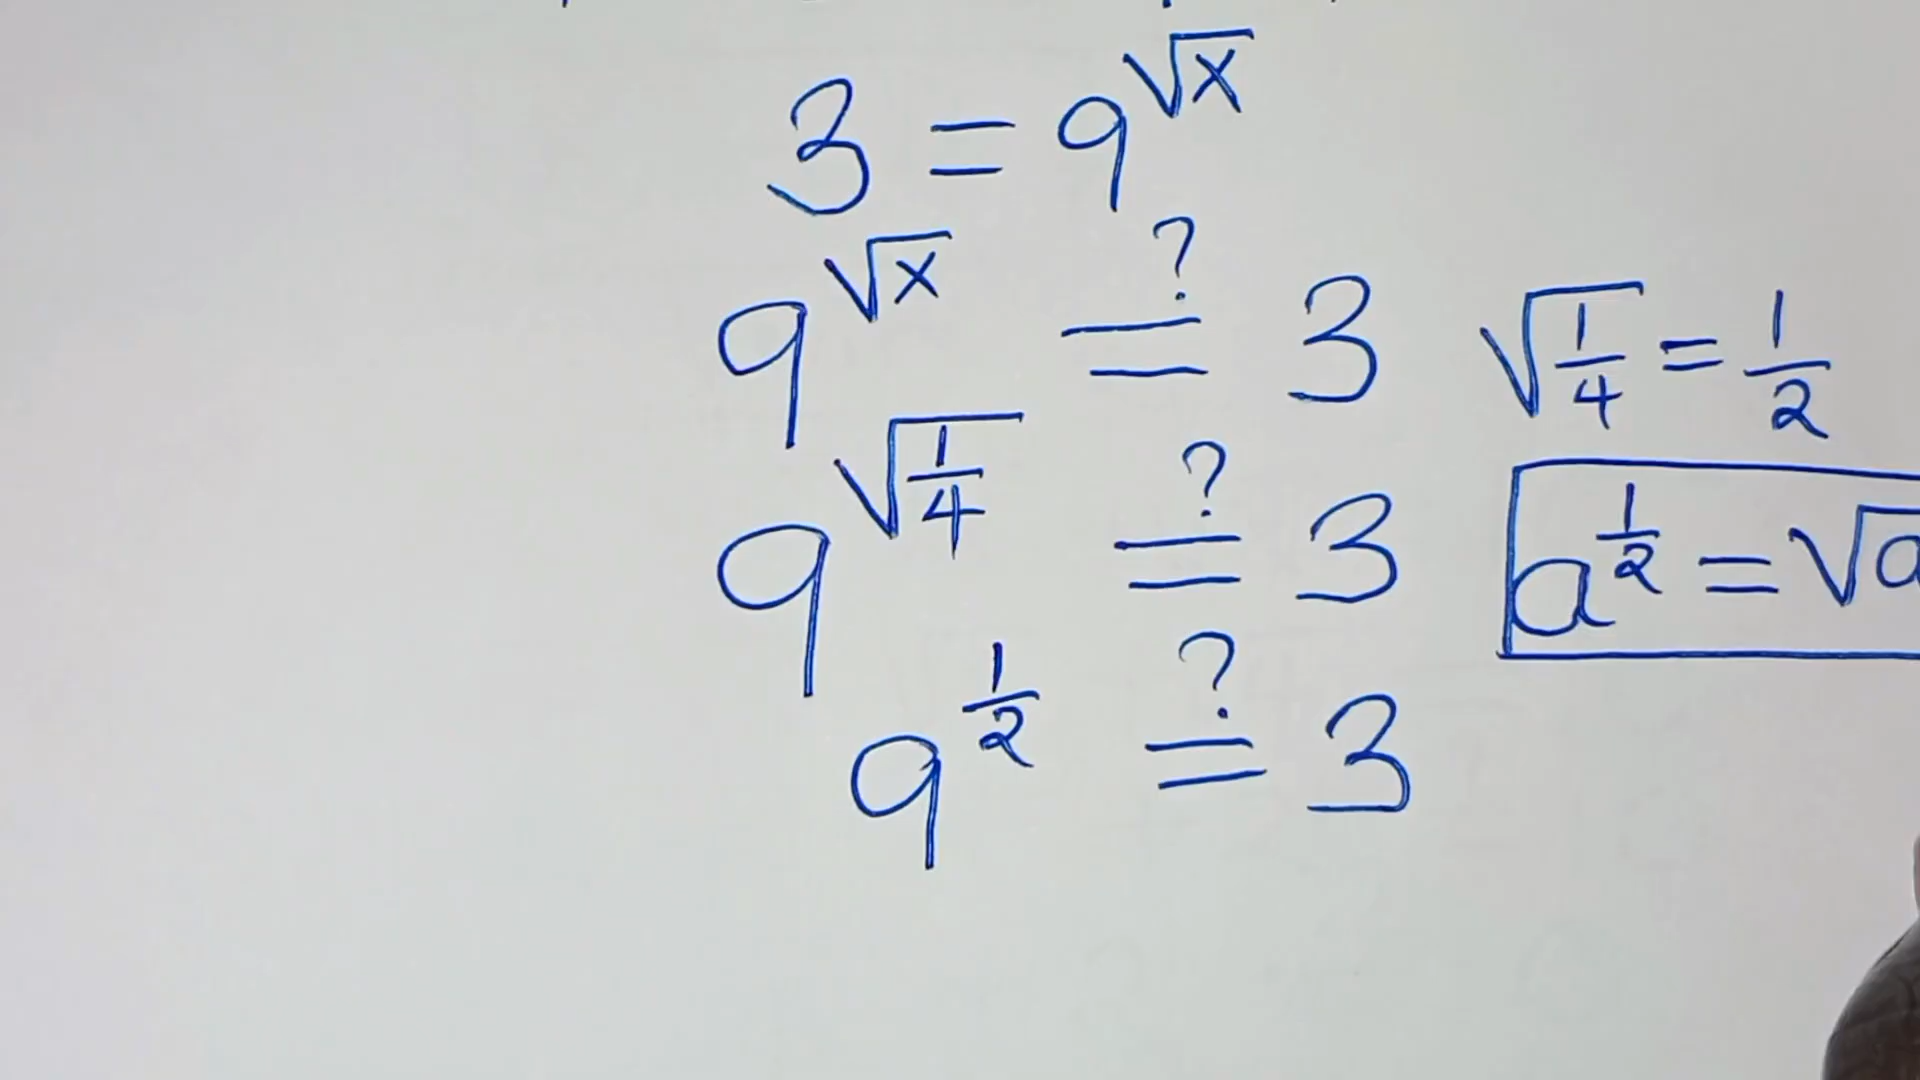 3 = 9^√x
9^√x ?= 3
√(1/4) = 1/2
9^√(1/4) ?= 3
a^(1/2) = √a
9^(1/2) ?= 3